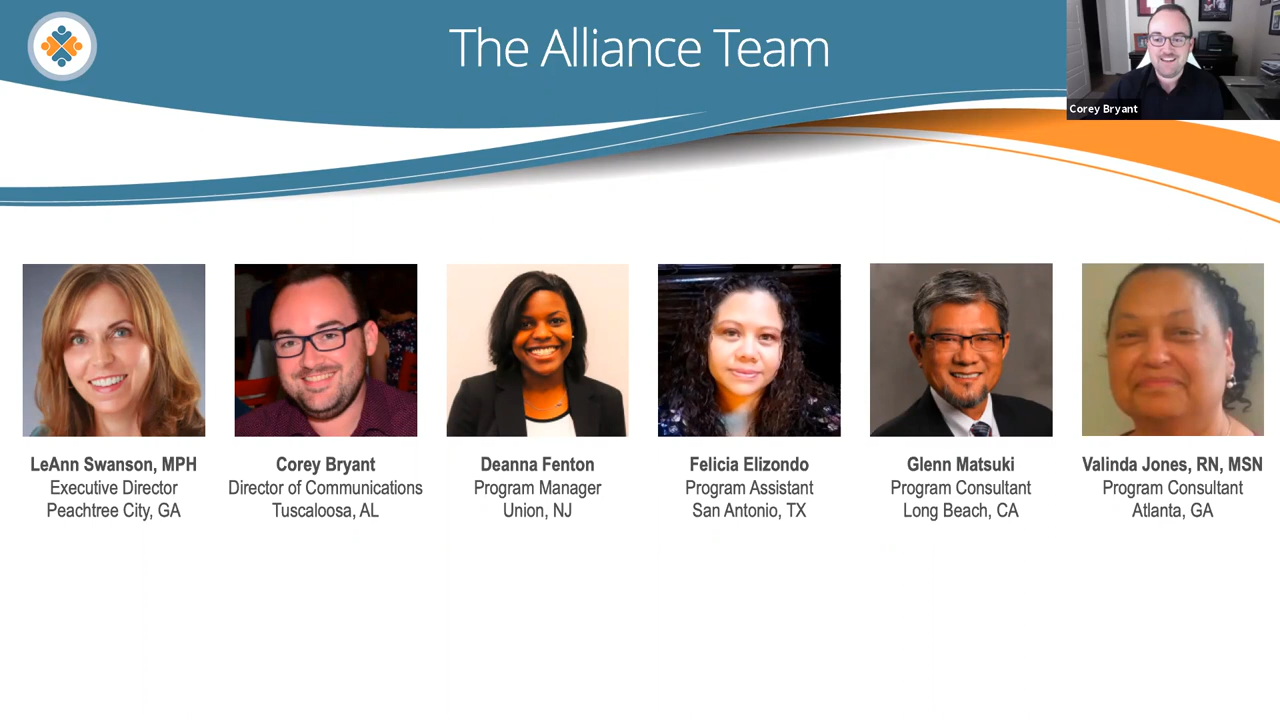 The Alliance Team
Corey Bryant
LeAnn Swanson, MPH
Executive Director
Peachtree City, GA
Corey Bryant
Director of Communications
Tuscaloosa, AL
Deanna Fenton
Program Manager
Union, NJ
Felicia Elizondo
Program Assistant
San Antonio, TX
Glenn Matsuki
Program Consultant
Long Beach, CA
Valinda Jones, RN, MSN
Program Consultant
Atlanta, GA